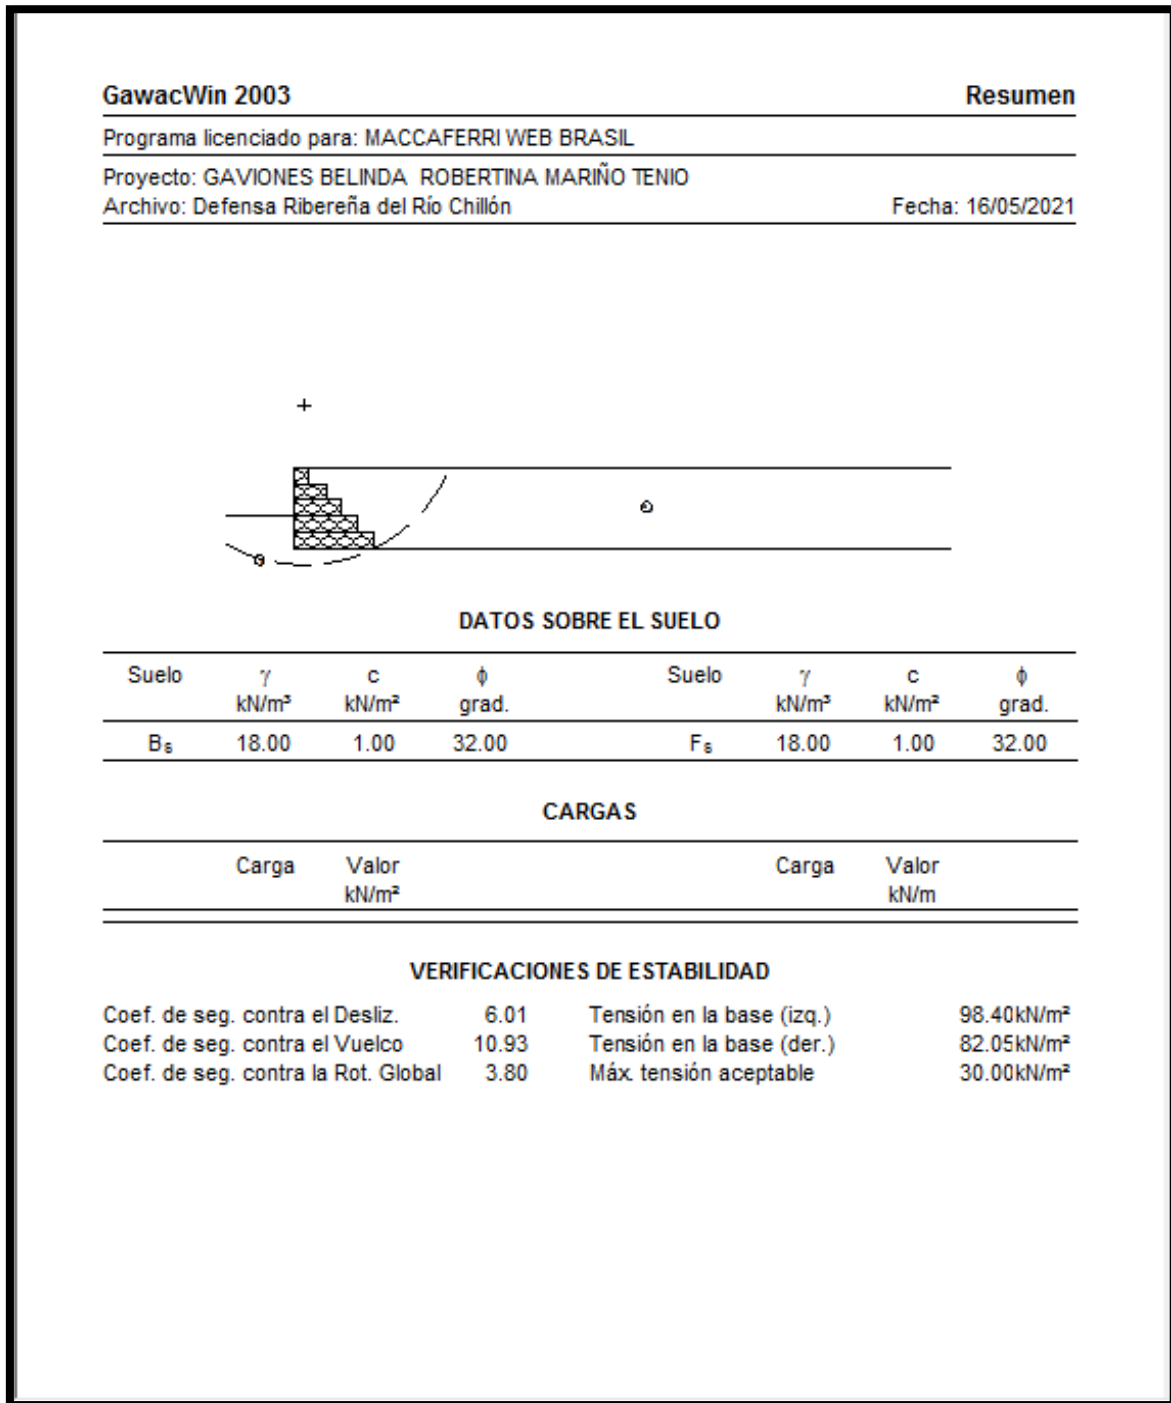 GawacWin 2003 Resumen
Programa licenciado para: MACCAFERRI WEB BRASIL
Proyecto: GAVIONES BELINDA ROBERTINA MARIÑO TENIO
Archivo: Defensa Ribereña del Río Chillón Fecha: 16/05/2021
DATOS SOBRE EL SUELO
Suelo γ c ϕ Suelo γ c ϕ
kN/m³ kN/m² grad. kN/m³ kN/m² grad.
Bs 18.00 1.00 32.00 Fs 18.00 1.00 32.00
CARGAS
Carga Valor Carga Valor
kN/m² kN/m
VERIFICACIONES DE ESTABILIDAD
Coef. de seg. contra el Desliz. 6.01 Tensión en la base (izq.) 98.40kN/m²
Coef. de seg. contra el Vuelco 10.93 Tensión en la base (der.) 82.05kN/m²
Coef. de seg. contra la Rot. Global 3.80 Máx. tensión aceptable 30.00kN/m²